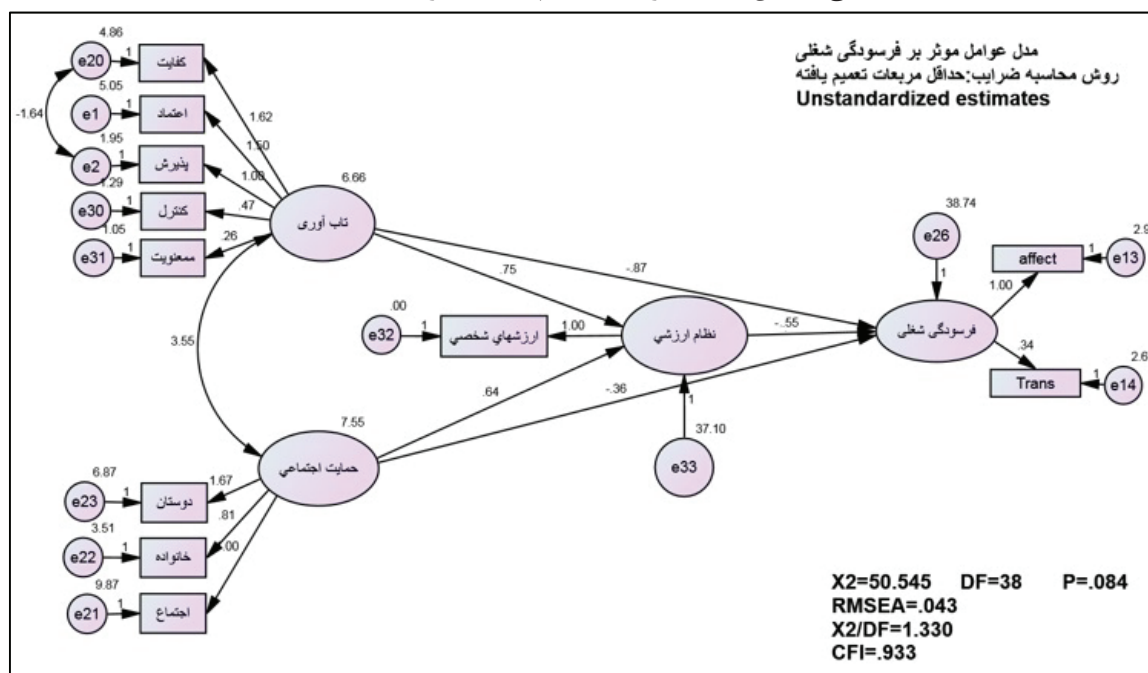 مدل عوامل موثر بر فرسودگی شغلی
روش محاسبه ضرایب:حداقل مربعات تعمیم یافته
Unstandardized estimates
4.86
e20
1
کفایت
5.05
e1
1
اعتماد
-1.64
1.95
e2
1
پذیرش
1.29
e30
1
کنترل
1.05
e31
1
ممعنویت
1.62
1.50
1.00
.47
.26
6.66
تاب آوری
3.55
.75
-.87
.00
e32
1
ارزشهاي شخصي
1.00
نظام ارزشي
-.55
38.74
e26
1
فرسودگی شغلی
1.00
affect
1
e13
.34
Trans
1
e14
.64
-.36
1
37.10
e33
7.55
حمایت اجتماعي
6.87
e23
1
دوستان
1.67
3.51
e22
1
خانواده
.81
9.87
e21
1
اجتماع
.00
X2=50.545 DF=38 P=.084
RMSEA=.043
X2/DF=1.330
CFI=.933